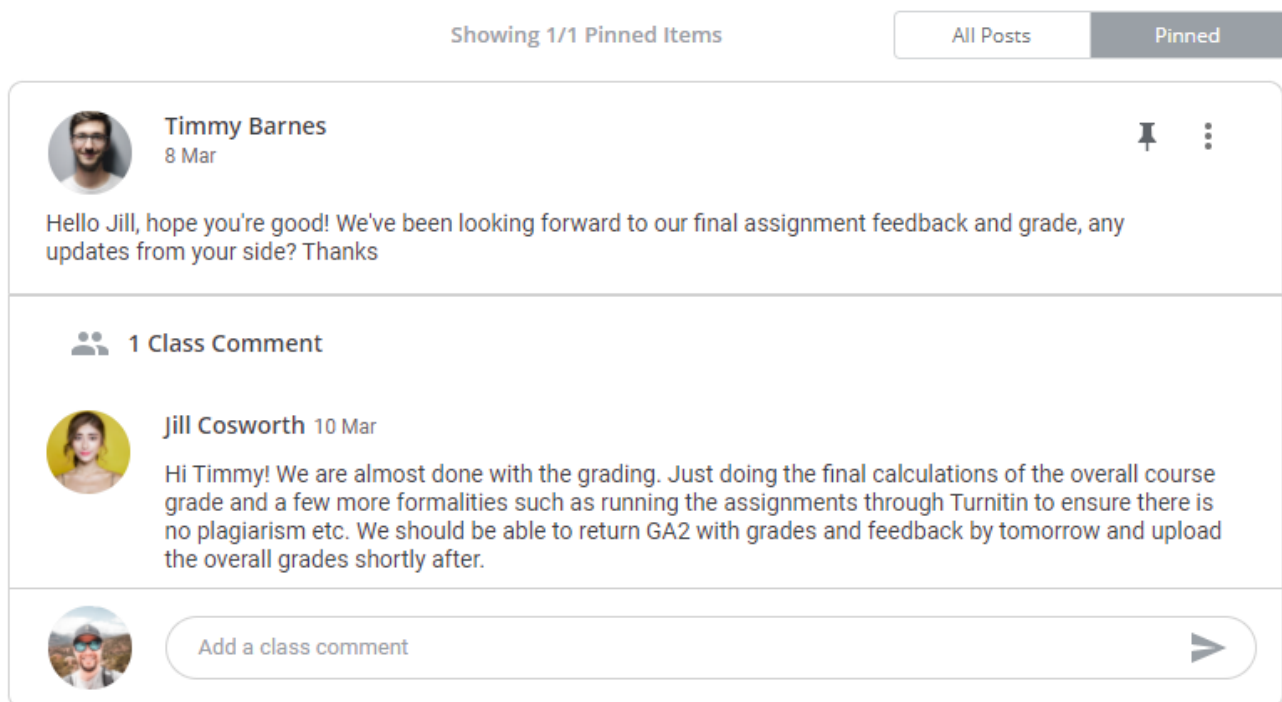 Showing 1/1 Pinned Items
All Posts
Pinned
Timmy Barnes
8 Mar
Hello Jill, hope you're good! We've been looking forward to our final assignment feedback and grade, any
updates from your side? Thanks
1 Class Comment
Jill Cosworth 10 Mar
Hi Timmy! We are almost done with the grading. Just doing the final calculations of the overall course
grade and a few more formalities such as running the assignments through Turnitin to ensure there is
no plagiarism etc. We should be able to return GA2 with grades and feedback by tomorrow and upload
the overall grades shortly after.
Add a class comment